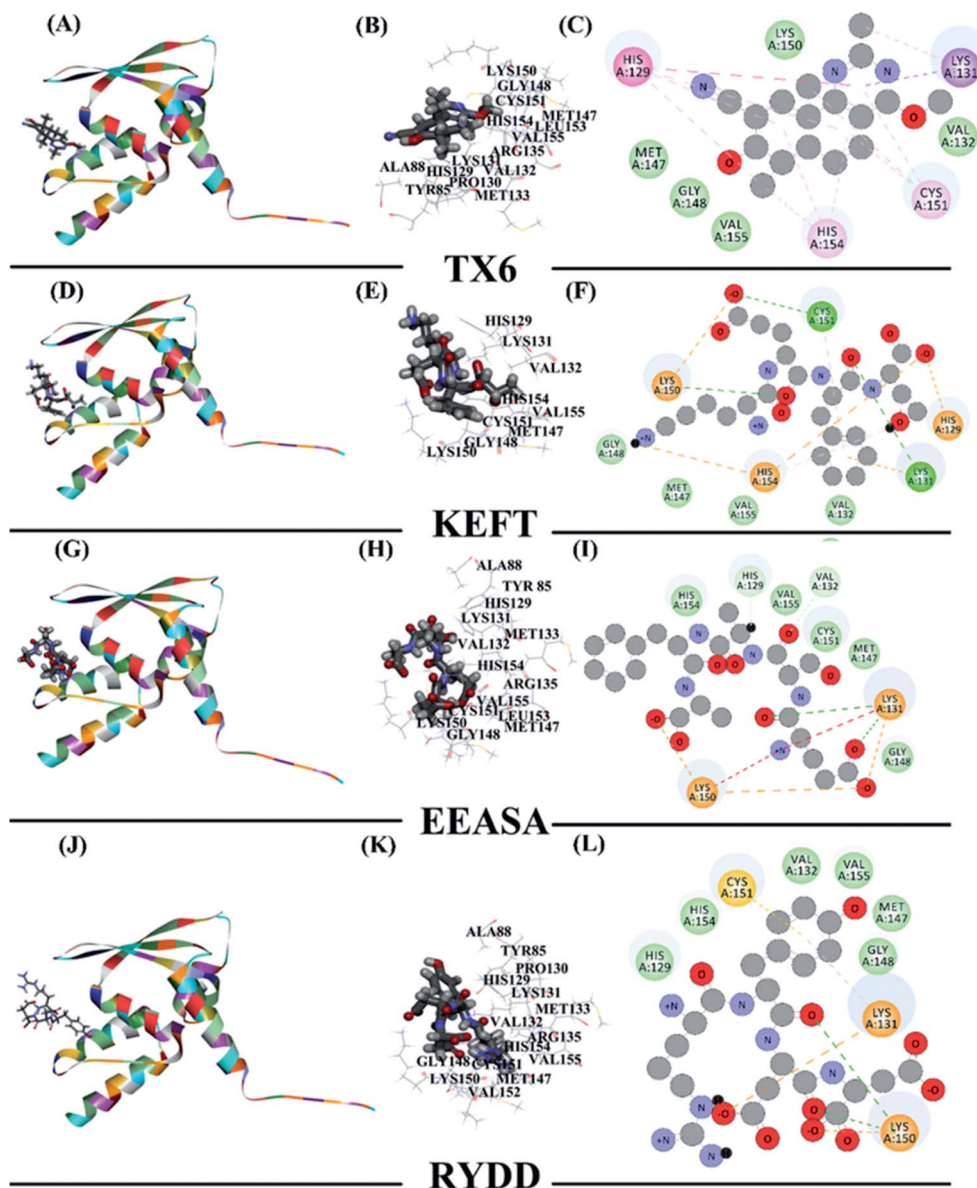 (A)
(B)
(C)
LYS150
GLY148
CYS151
MET147
HIS154
LEU153
VAL155
ARG135
ALA88
LYS131
HIS129
VAL132
PRO130
TYR85
MET133
LYS A:150
HIS A:129
LYS A:131
N
N
N
O
VAL A:132
MET A:147
O
GLY A:148
CYS A:151
VAL A:155
HIS A:154
TX6
(D)
(E)
(F)
HIS129
LYS131
VAL132
HIS154
VAL155
CYS151
MET147
GLY148
LYS150
-O
O
CYS A:151
O
O
-O
LYS A:150
N
N
N
O
O
+N
O
HIS A:129
N
GLY A:148
+N
HIS A:154
LYS A:131
MET A:147
VAL A:155
VAL A:132
KEFT
(G)
(H)
(I)
ALA88
TYR 85
HIS129
LYS131
MET133
VAL132
HIS154
ARG135
VAL155
CYS151
LYS150
LEU153
GLY148
MET147
HIS A:154
HIS A:129
VAL A:155
VAL A:132
CYS A:151
MET A:147
N
H
O
N
O
O
O
N
N
LYS A:131
-O
O
O
+N
O
O
GLY A:148
LYS A:150
EEASA
(J)
(K)
(L)
ALA88
TYR85
PRO130
HIS129
LYS131
MET133
VAL132
ARG135
HIS154
GLY148
CYS151
VAL155
LYS150
MET147
VAL152
CYS A:151
VAL A:132
VAL A:155
HIS A:154
O
MET A:147
HIS A:129
GLY A:148
O
+N
N
O
LYS A:131
N
N
O
N
-O
O
-O
+N
O
-O
O
O
LYS A:150
N
H
RYDD